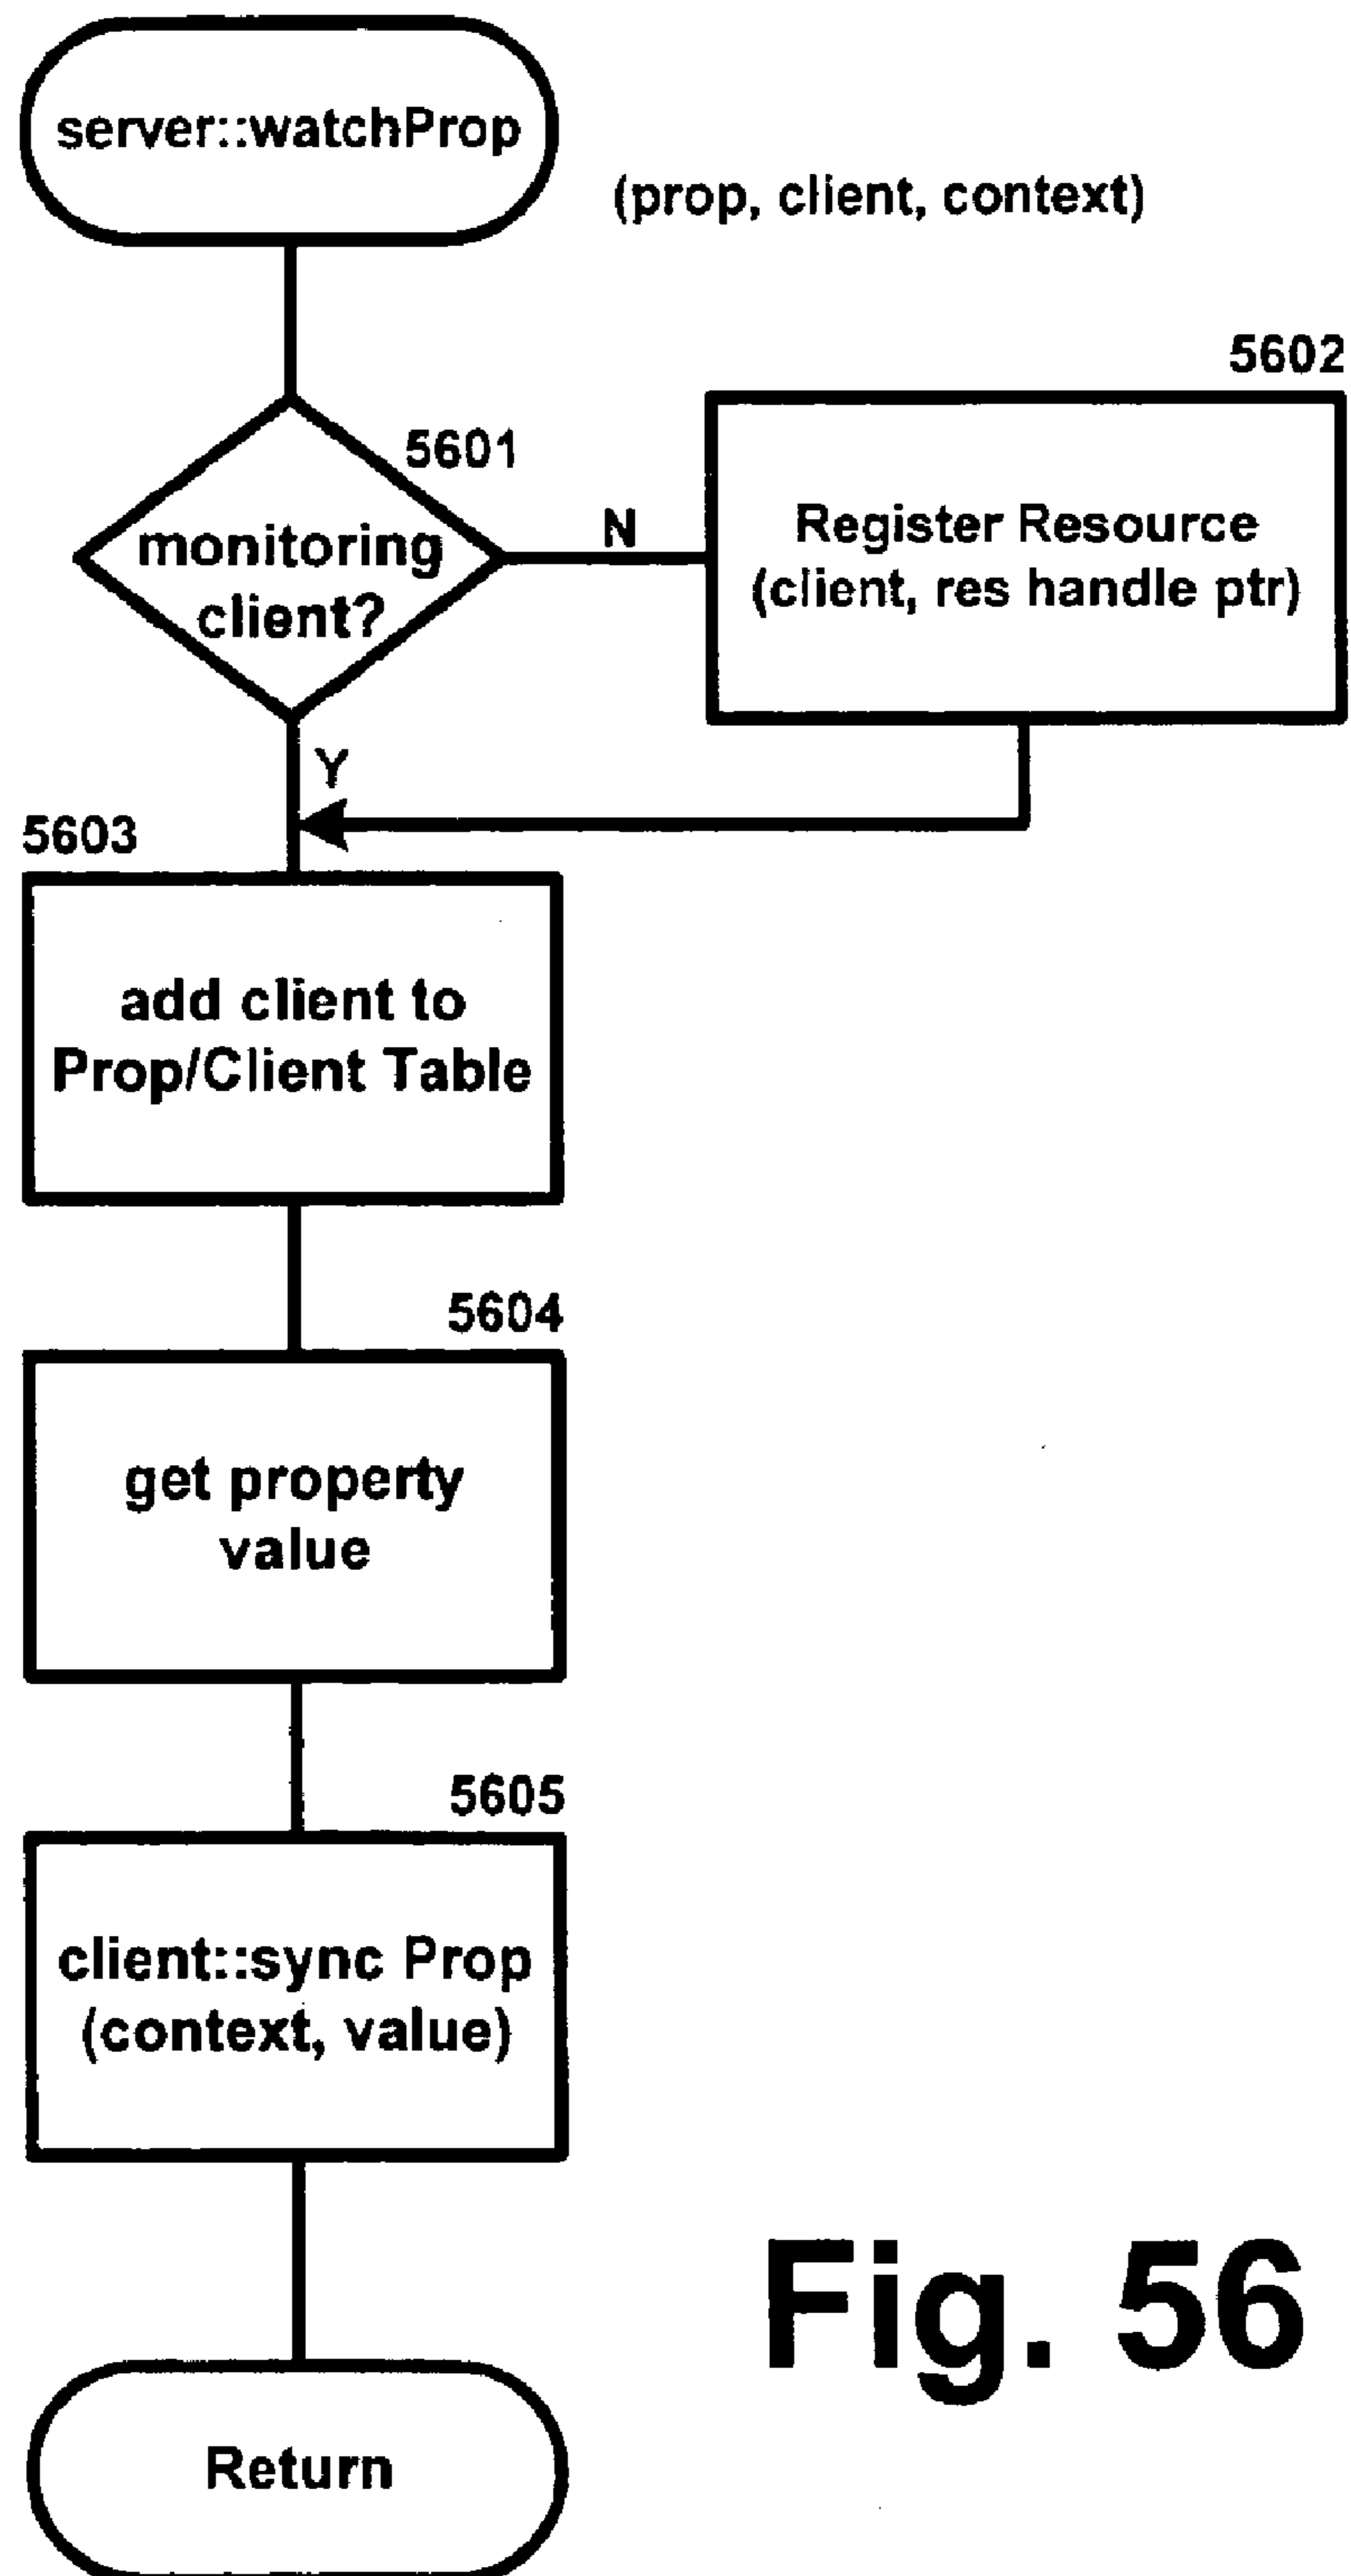 server::watchProp
(prop, client, context)
5601
monitoring
client?
N
5602
Register Resource
(client, res handle ptr)
Y
5603
add client to
Prop/Client Table
5604
get property
value
5605
client::sync Prop
(context, value)
Return
Fig. 56